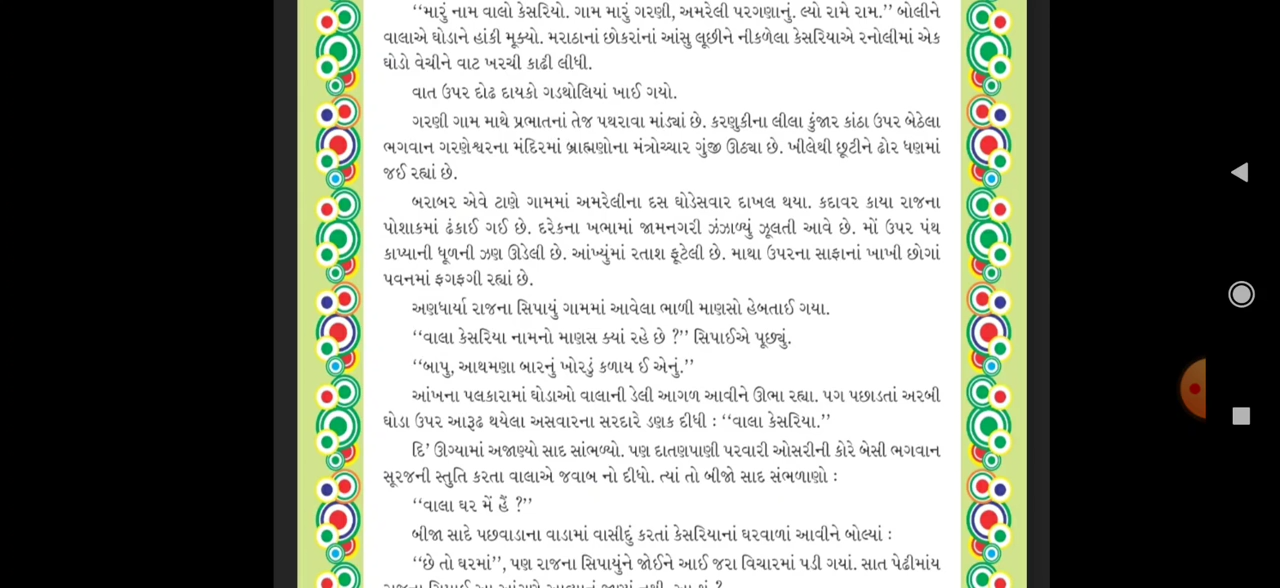 “મારું નામ વાલો કેસરિયો. ગામ મારું ગરણી, અમરેલી પરગણાનું. લ્યો રામે રામ.” બોલીને
વાલાએ ઘોડાને હાંકી મૂક્યો. મરાઠાનાં છોકરાંનાં આંસુ લૂછીને નીકળેલા કેસરિયાએ રનોલીમાં એક
ઘોડો વેચીને વાટ ખરચી કાઢી લીધી.
વાત ઉપર દોઢ દાયકો ગડથોલિયાં ખાઈ ગયો.
ગરણી ગામ માથે પ્રભાતનાં તેજ પથરાવા માંડ્યાં છે. કરણુકીના લીલા કુંજાર કાંઠા ઉપર બેઠેલા
ભગવાન ગરણેશ્વરના મંદિરમાં બ્રાહ્મણોના મંત્રોચ્ચાર ગુંજી ઊઠ્યા છે. ખીલેથી છૂટીને ઢોર ધણમાં
જઈ રહ્યાં છે.
બરાબર એવે ટાણે ગામમાં અમરેલીના દસ ઘોડેસવાર દાખલ થયા. કદાવર કાયા રાજના
પોશાકમાં ઢંકાઈ ગઈ છે. દરેકના ખભામાં જામનગરી ઝંઝાળ્યું ઝૂલતી આવે છે. મોં ઉપર પંથ
કાપ્યાની ધૂળની ઝણ ઊડેલી છે. આંખ્યુંમાં રતાશ ફૂટેલી છે. માથા ઉપરના સાફાનાં ખાખી છોગાં
પવનમાં ફગફગી રહ્યાં છે.
અણધાર્યા રાજના સિપાયું ગામમાં આવેલા ભાળી માણસો હેબતાઈ ગયા.
“વાલા કેસરિયા નામનો માણસ ક્યાં રહે છે ?” સિપાઈએ પૂછ્યું.
“બાપુ, આથમણા બારનું ખોરડું કળાય ઈ એનું.”
આંખના પલકારામાં ઘોડાઓ વાલાની ડેલી આગળ આવીને ઊભા રહ્યા. પગ પછાડતાં અરબી
ઘોડા ઉપર આરૂઢ થયેલા અસવારના સરદારે ડણક દીધી : “વાલા કેસરિયા.”
દિ’ ઊગ્યામાં અજાણ્યો સાદ સાંભળ્યો. પણ દાતણપાણી પરવારી ઓસરીની કોરે બેસી ભગવાન
સૂરજની સ્તુતિ કરતા વાલાએ જવાબ નો દીધો. ત્યાં તો બીજો સાદ સંભળાણો :
“વાલા ઘર મેં હૈં ?”
બીજા સાદે પછવાડાના વાડામાં વાસીદું કરતાં કેસરિયાનાં ઘરવાળાં આવીને બોલ્યાં :
“છે તો ઘરમાં”, પણ રાજના સિપાયુંને જોઈને આઈ જરા વિચારમાં પડી ગયાં. સાત પેઢીમાંય